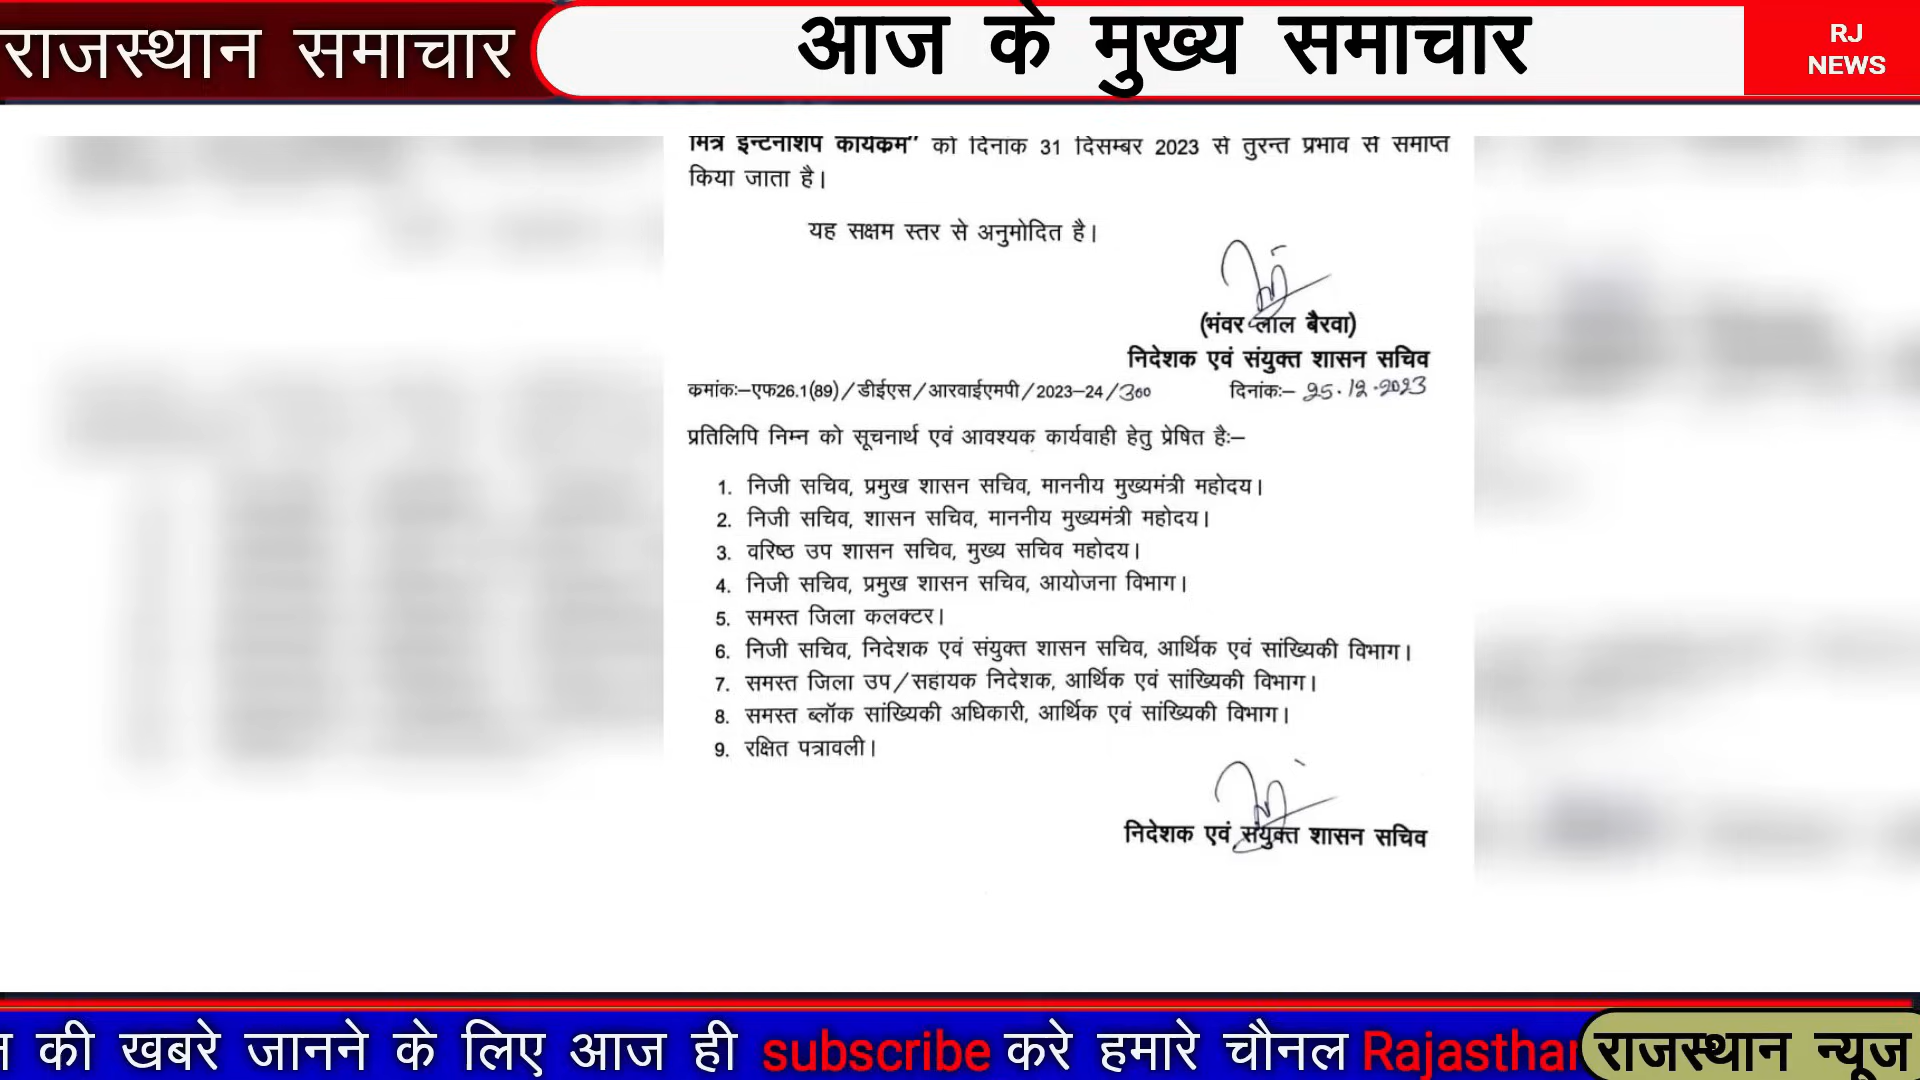 राजस्थान समाचार
आज के मुख्य समाचार
RJ
NEWS
मित्र इन्टर्नशिप कार्यक्रम” को दिनांक 31 दिसम्बर 2023 से तुरन्त प्रभाव से समाप्त
किया जाता है।
यह सक्षम स्तर से अनुमोदित है।
(भंवर लाल बैरवा)
निदेशक एवं संयुक्त शासन सचिव
कमांकः–एफ26.1(89)/डीईएस/आरवाईएमपी/2023–24/300
दिनांकः– 25.12.2023
प्रतिलिपि निम्न को सूचनार्थ एवं आवश्यक कार्यवाही हेतु प्रेषित हैः–
1. निजी सचिव, प्रमुख शासन सचिव, माननीय मुख्यमंत्री महोदय।
2. निजी सचिव, शासन सचिव, माननीय मुख्यमंत्री महोदय।
3. वरिष्ठ उप शासन सचिव, मुख्य सचिव महोदय।
4. निजी सचिव, प्रमुख शासन सचिव, आयोजना विभाग।
5. समस्त जिला कलक्टर।
6. निजी सचिव, निदेशक एवं संयुक्त शासन सचिव, आर्थिक एवं सांख्यिकी विभाग।
7. समस्त जिला उप/सहायक निदेशक, आर्थिक एवं सांख्यिकी विभाग।
8. समस्त ब्लॉक सांख्यिकी अधिकारी, आर्थिक एवं सांख्यिकी विभाग।
9. रक्षित पत्रावली।
निदेशक एवं संयुक्त शासन सचिव
की खबरे जानने के लिए आज ही subscribe करे हमारे चौनल Rajasthan
राजस्थान न्यूज